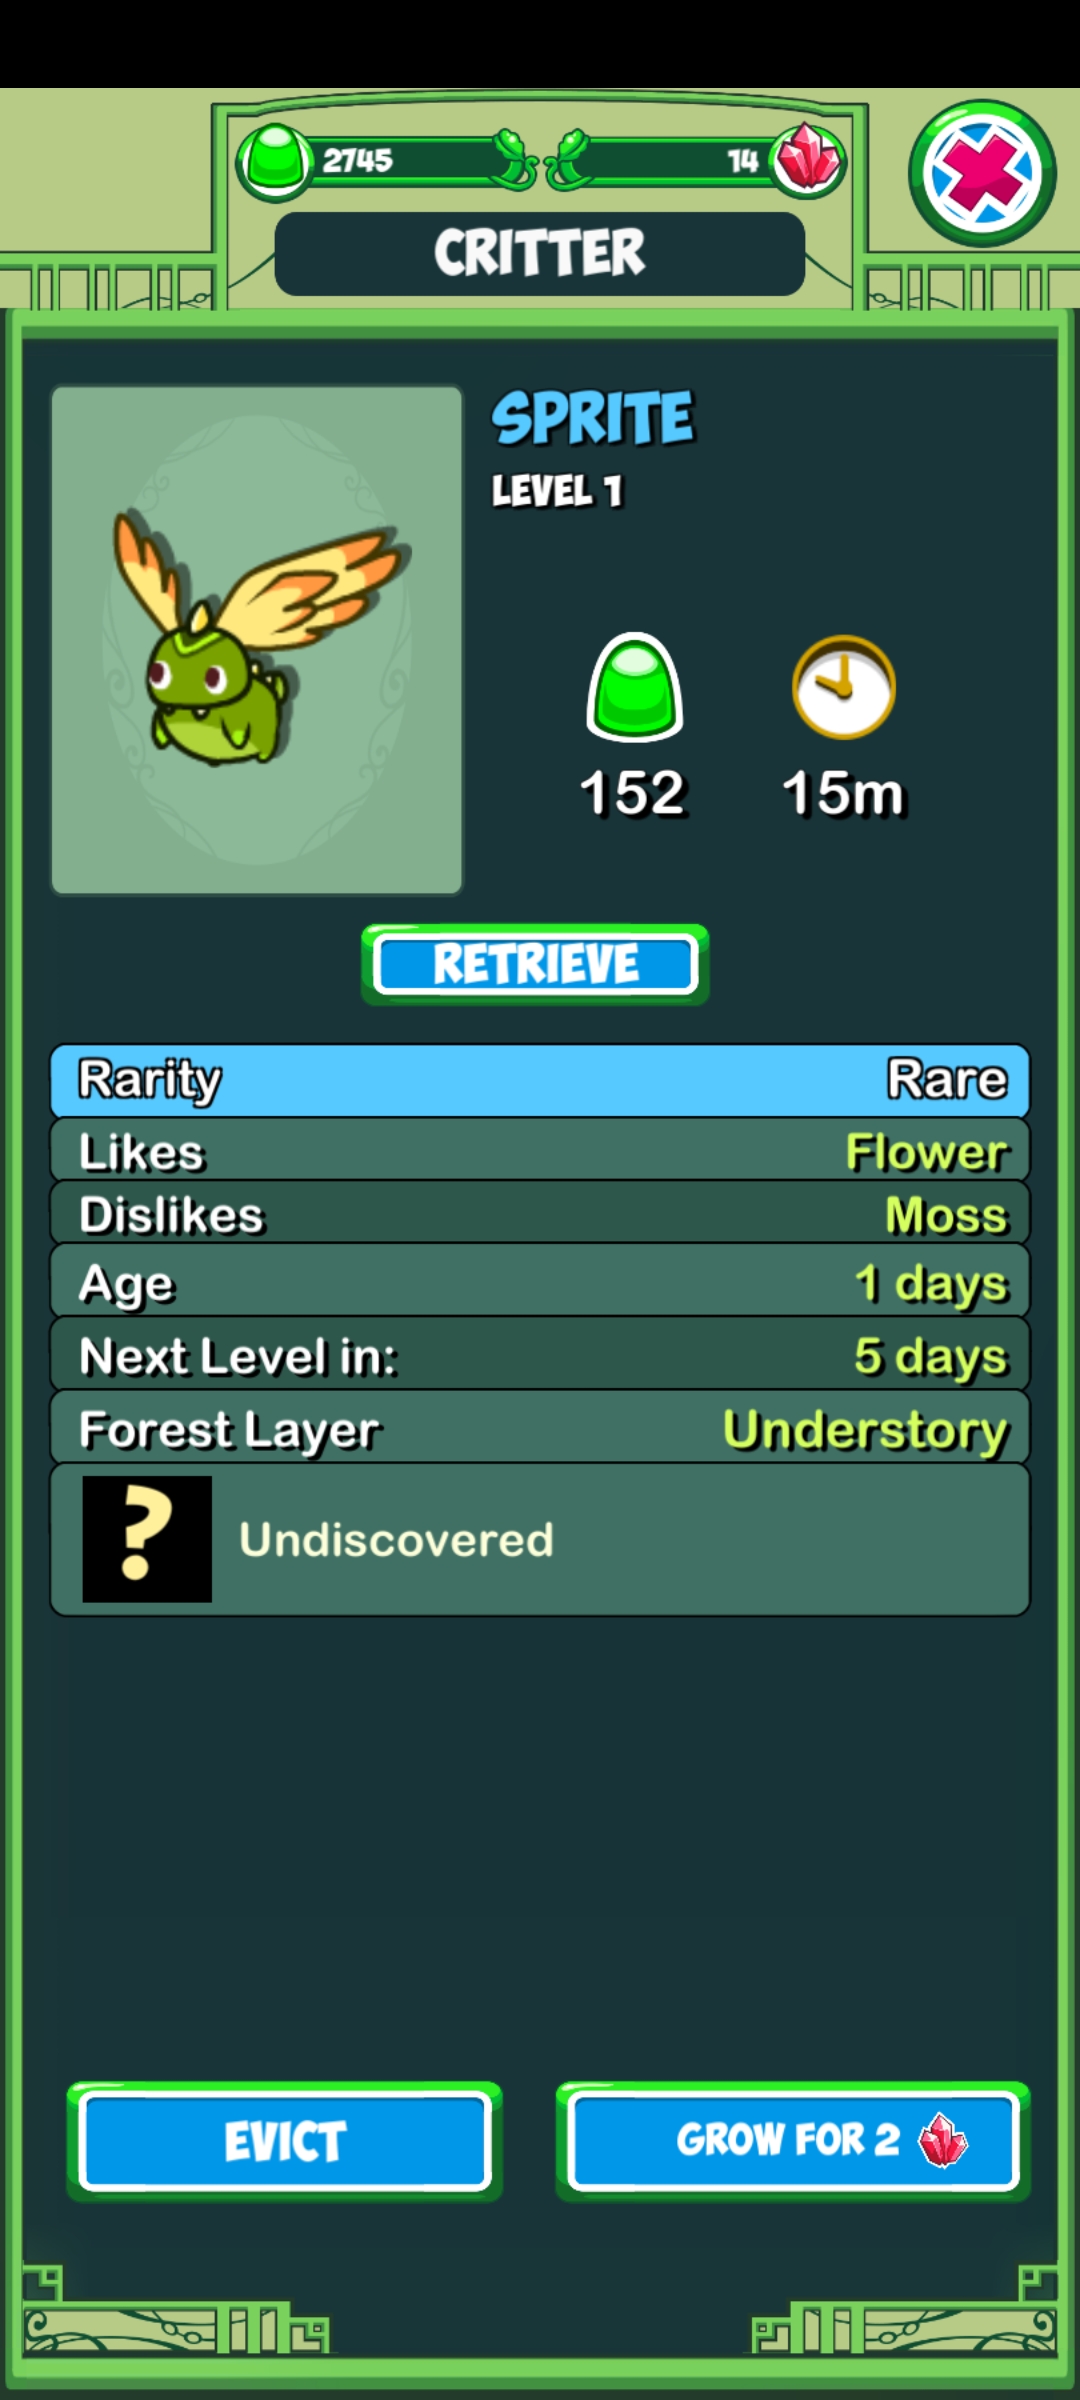 2745
14
CRITTER
SPRITE
LEVEL 1
152
15m
RETRIEVE
Rarity Rare
Likes Flower
Dislikes Moss
Age 1 days
Next Level in: 5 days
Forest Layer Understory
? Undiscovered
EVICT
GROW FOR 2